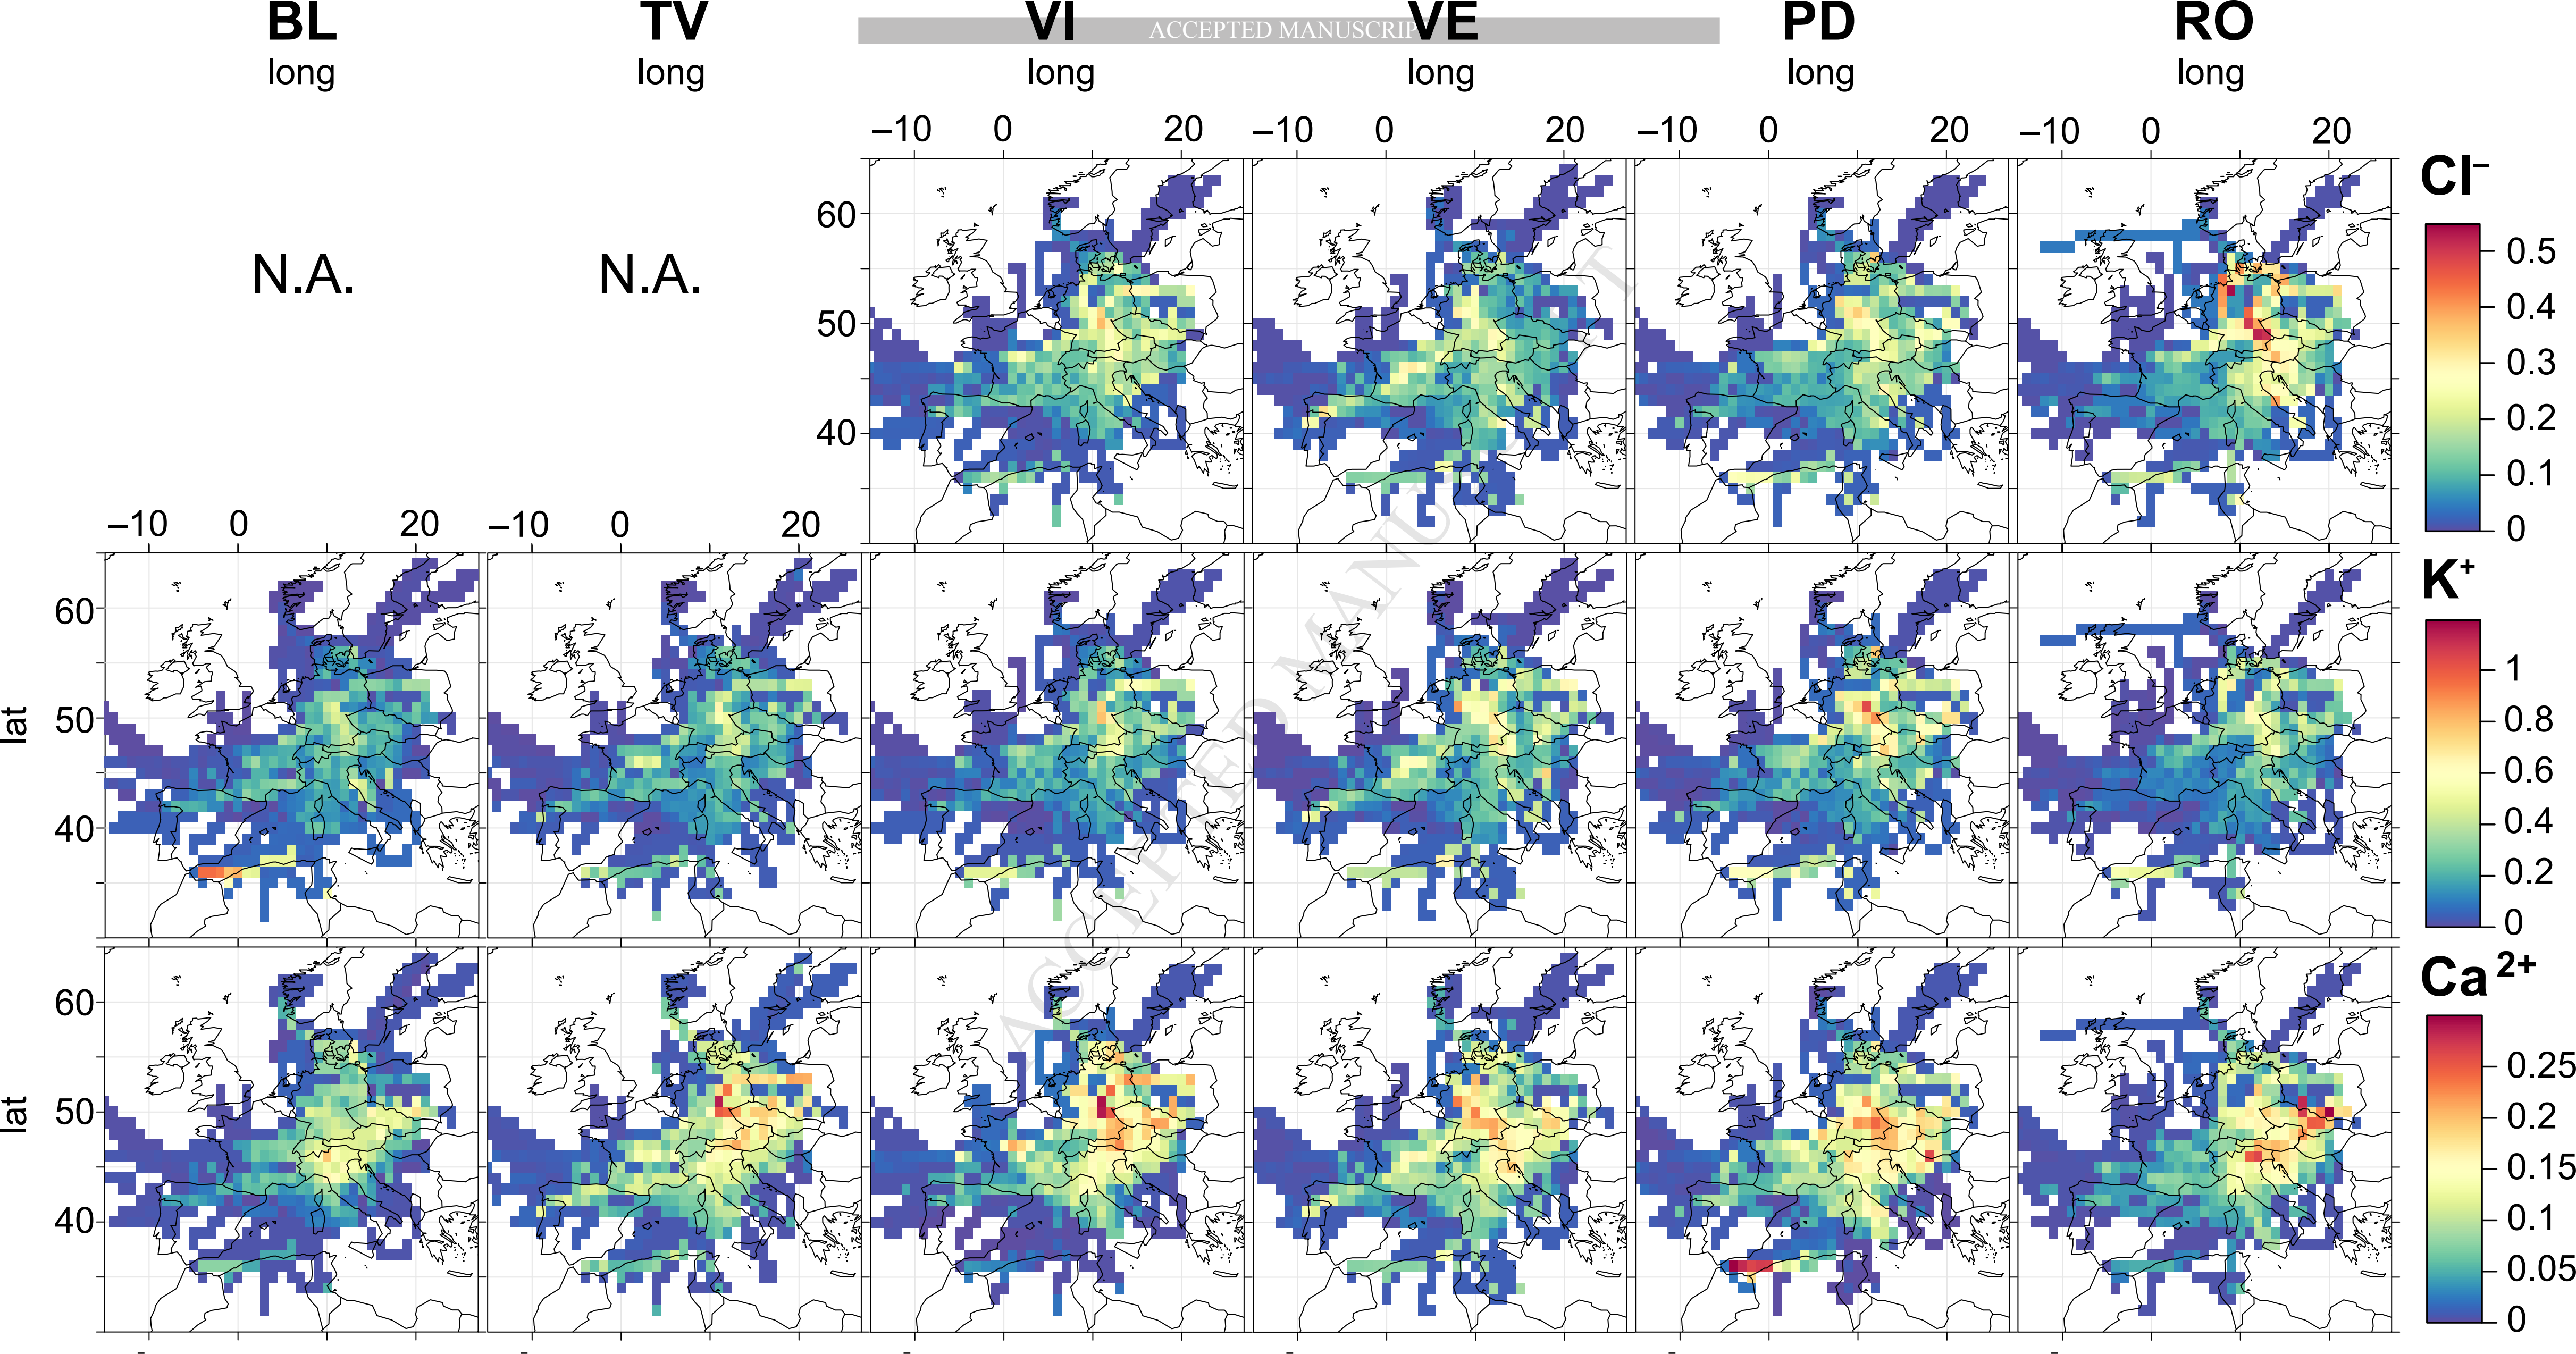 BL TV VI VE PD RO
ACCEPTED MANUSCRIP
long long long long long long
–10 0 20 –10 0 20 –10 0 20 –10 0 20
Cl–
N.A. N.A.
60
50
40
0.5
0.4
0.3
0.2
0.1
0
–10 0 20 –10 0 20
K+
lat
60
50
40
1
0.8
0.6
0.4
0.2
0
Ca 2+
lat
60
50
40
0.25
0.2
0.15
0.1
0.05
0
ACCEPTED MANUSCRIPT